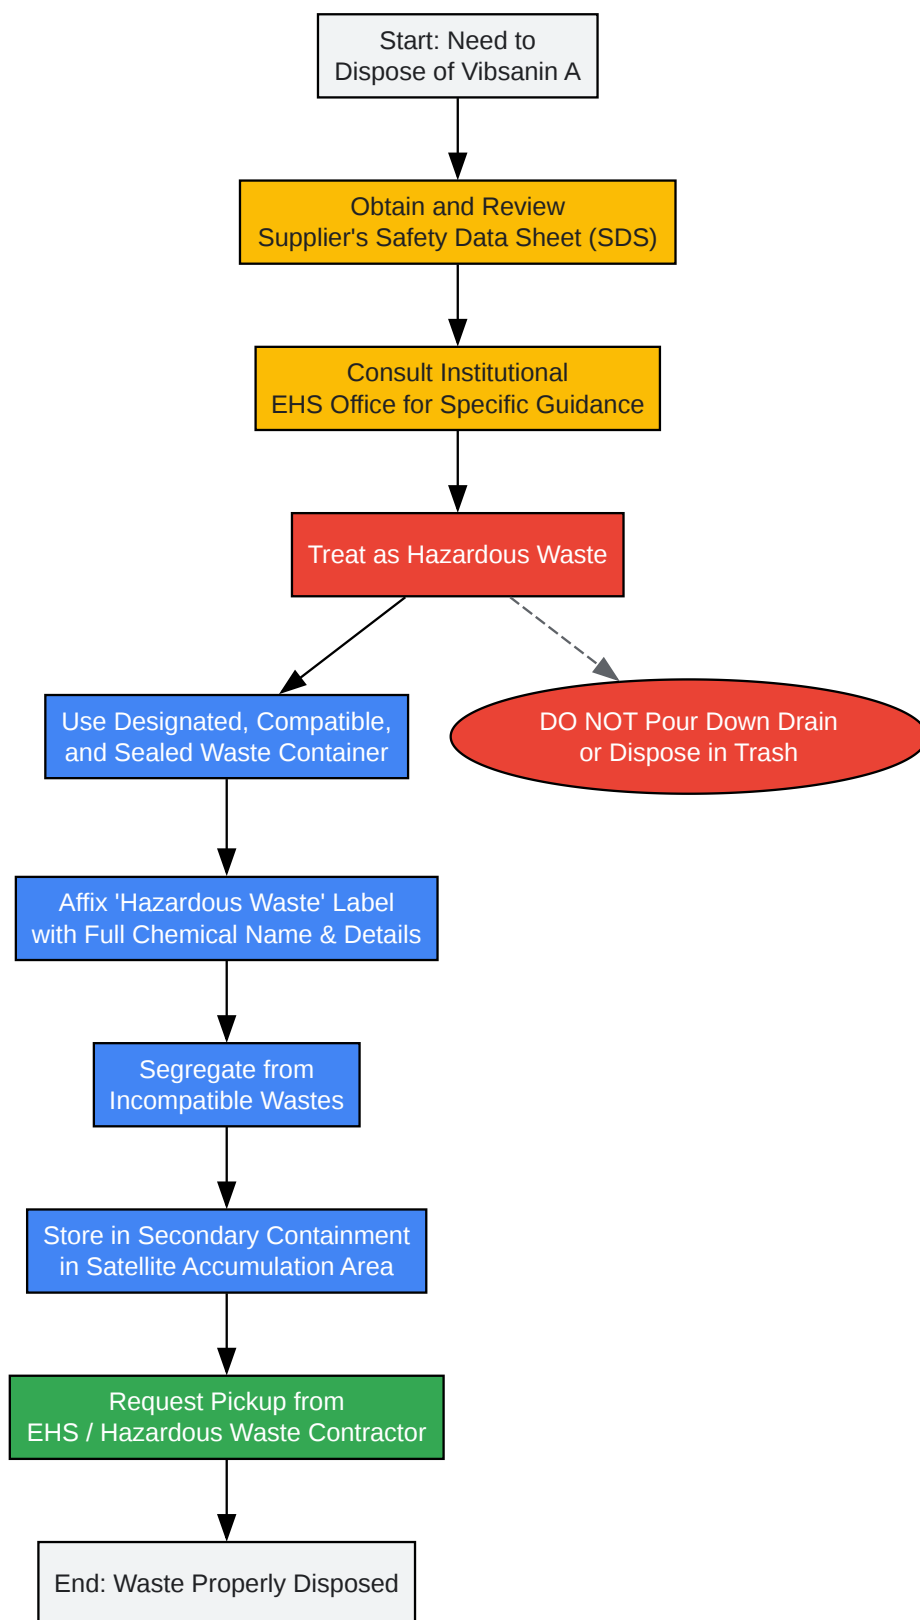 Start: Need to
Dispose of Vibsanin A
Obtain and Review
Supplier's Safety Data Sheet (SDS)
Consult Institutional
EHS Office for Specific Guidance
Treat as Hazardous Waste
Use Designated, Compatible,
and Sealed Waste Container
DO NOT Pour Down Drain
or Dispose in Trash
Affix 'Hazardous Waste' Label
with Full Chemical Name & Details
Segregate from
Incompatible Wastes
Store in Secondary Containment
in Satellite Accumulation Area
Request Pickup from
EHS / Hazardous Waste Contractor
End: Waste Properly Disposed